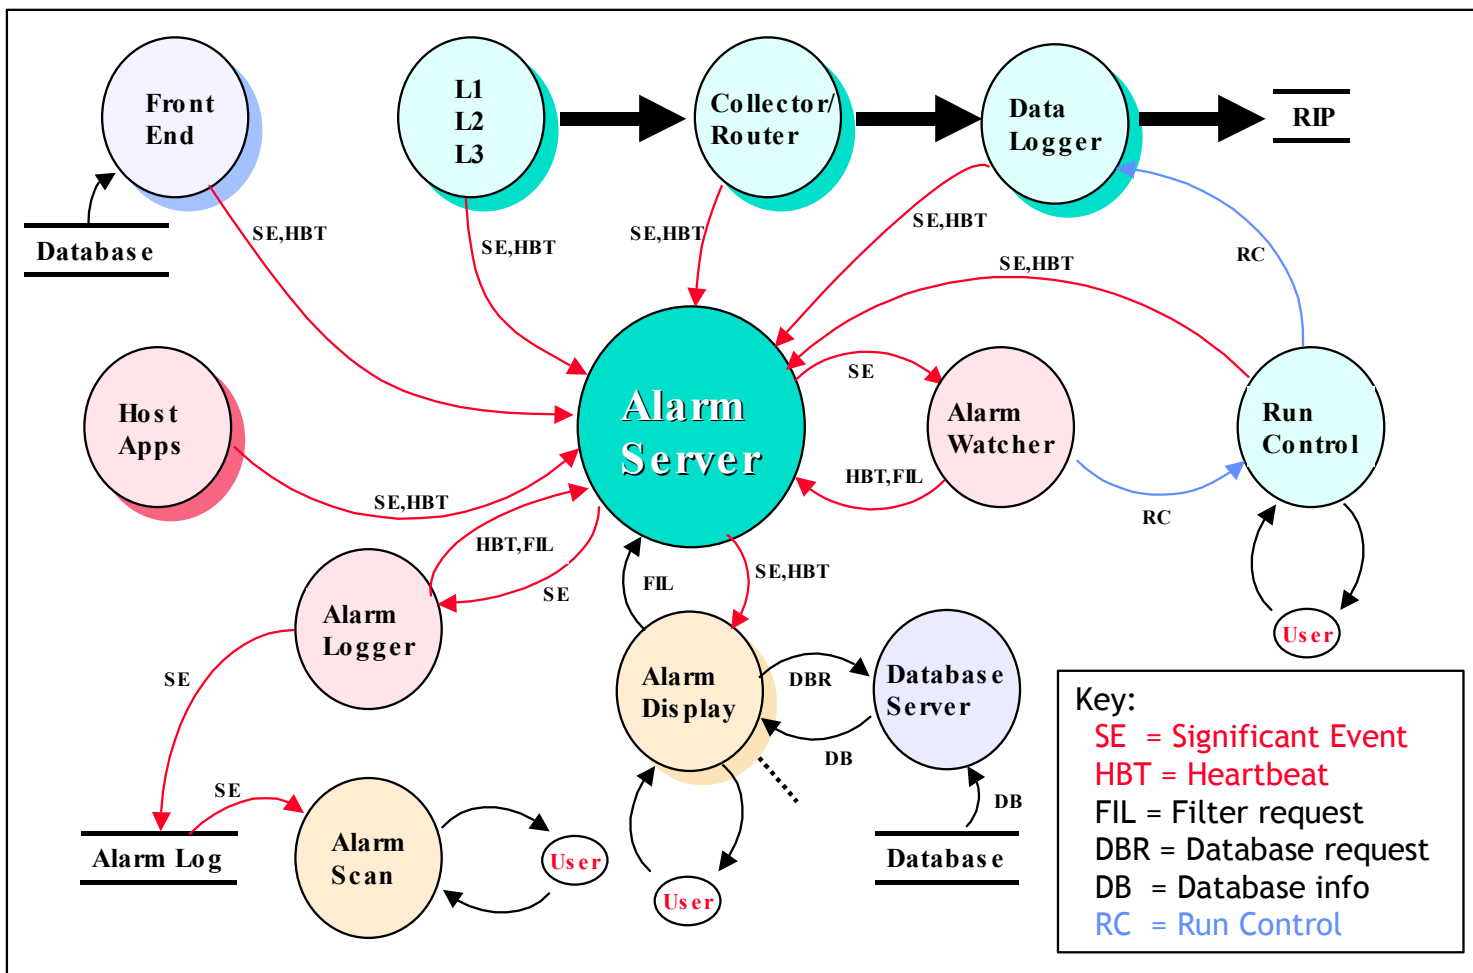 Front
End
L1
L2
L3
Collector/
Router
Data
Logger
RIP
Database
SE,HBT
SE,HBT
SE,HBT
SE,HBT
SE,HBT
RC
Host
Apps
Alarm
Server
SE
Alarm
Watcher
Run
Control
SE,HBT
HBT,FIL
RC
HBT,FIL
SE
FIL
SE,HBT
Alarm
Logger
User
SE
Alarm
Display
DBR
Database
Server
DB
DB
SE
Alarm Log
Alarm
Scan
User
User
Database
Key:
SE = Significant Event
HBT = Heartbeat
FIL = Filter request
DBR = Database request
DB = Database info
RC = Run Control